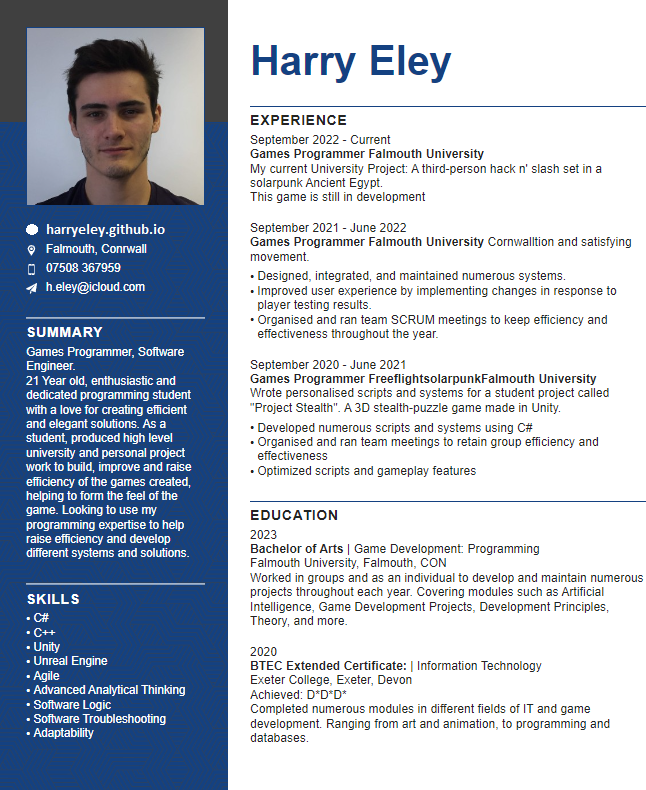 Harry Eley
harryeley.github.io
Falmouth, Conrwall
07508 367959
h.eley@icloud.com
SUMMARY
Games Programmer, Software
Engineer.
21 Year old, enthusiastic and
dedicated programming student
with a love for creating efficient
and elegant solutions. As a
student, produced high level
university and personal project
work to build, improve and raise
efficiency of the games created,
helping to form the feel of the
game. Looking to use my
programming expertise to help
raise efficiency and develop
different systems and solutions.
SKILLS
• C#
• C++
• Unity
• Unreal Engine
• Agile
• Advanced Analytical Thinking
• Software Logic
• Software Troubleshooting
• Adaptability
EXPERIENCE
September 2022 - Current
Games Programmer Falmouth University
My current University Project: A third-person hack n' slash set in a
solarpunk Ancient Egypt.
This game is still in development
September 2021 - June 2022
Games Programmer Falmouth University Cornwalltion and satisfying
movement.
• Designed, integrated, and maintained numerous systems.
• Improved user experience by implementing changes in response to
player testing results.
• Organised and ran team SCRUM meetings to keep efficiency and
effectiveness throughout the year.
September 2020 - June 2021
Games Programmer FreeflightsolarpunkFalmouth University
Wrote personalised scripts and systems for a student project called
"Project Stealth". A 3D stealth-puzzle game made in Unity.
• Developed numerous scripts and systems using C#
• Organised and ran team meetings to retain group efficiency and
effectiveness
• Optimized scripts and gameplay features
EDUCATION
2023
Bachelor of Arts | Game Development: Programming
Falmouth University, Falmouth, CON
Worked in groups and as an individual to develop and maintain numerous
projects throughout each year. Covering modules such as Artificial
Intelligence, Game Development Projects, Development Principles,
Theory, and more.
2020
BTEC Extended Certificate: | Information Technology
Exeter College, Exeter, Devon
Achieved: D*D*D*
Completed numerous modules in different fields of IT and game
development. Ranging from art and animation, to programming and
databases.